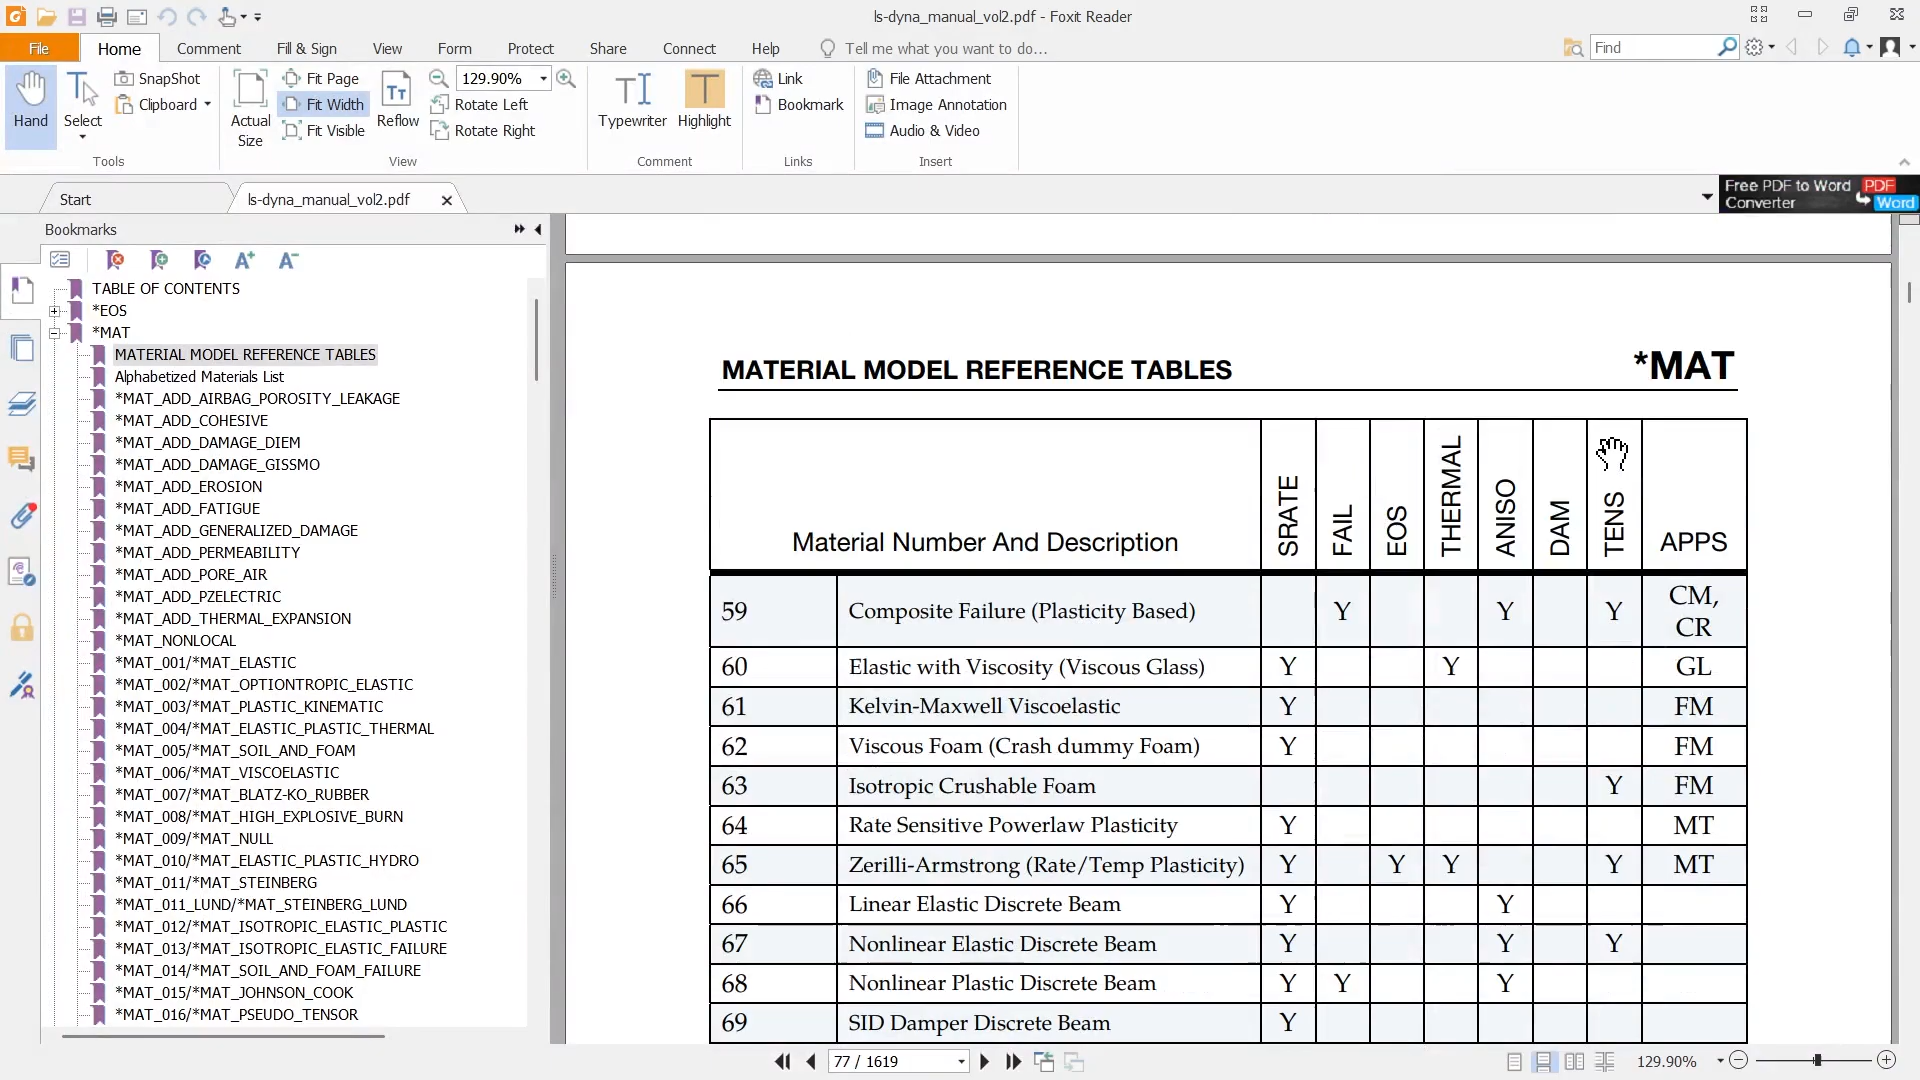 ls-dyna_manual_vol2.pdf - Foxit Reader
File Home Comment Fill & Sign View Form Protect Share Connect Help Tell me what you want to do... Find
Hand
Select
SnapShot
Clipboard
Tools
Actual
Size
Fit Page
Fit Width
Fit Visible
Reflow
129.90%
Rotate Left
Rotate Right
View
Typewriter
Highlight
Comment
Link
Bookmark
Links
File Attachment
Image Annotation
Audio & Video
Insert
Start
ls-dyna_manual_vol2.pdf
Free PDF to Word
Converter
PDF
Word
Bookmarks
TABLE OF CONTENTS
*EOS
*MAT
MATERIAL MODEL REFERENCE TABLES
Alphabetized Materials List
*MAT_ADD_AIRBAG_POROSITY_LEAKAGE
*MAT_ADD_COHESIVE
*MAT_ADD_DAMAGE_DIEM
*MAT_ADD_DAMAGE_GISSMO
*MAT_ADD_EROSION
*MAT_ADD_FATIGUE
*MAT_ADD_GENERALIZED_DAMAGE
*MAT_ADD_PERMEABILITY
*MAT_ADD_PORE_AIR
*MAT_ADD_PZELECTRIC
*MAT_ADD_THERMAL_EXPANSION
*MAT_NONLOCAL
*MAT_001/*MAT_ELASTIC
*MAT_002/*MAT_OPTIONTROPIC_ELASTIC
*MAT_003/*MAT_PLASTIC_KINEMATIC
*MAT_004/*MAT_ELASTIC_PLASTIC_THERMAL
*MAT_005/*MAT_SOIL_AND_FOAM
*MAT_006/*MAT_VISCOELASTIC
*MAT_007/*MAT_BLATZ-KO_RUBBER
*MAT_008/*MAT_HIGH_EXPLOSIVE_BURN
*MAT_009/*MAT_NULL
*MAT_010/*MAT_ELASTIC_PLASTIC_HYDRO
*MAT_011/*MAT_STEINBERG
*MAT_011_LUND/*MAT_STEINBERG_LUND
*MAT_012/*MAT_ISOTROPIC_ELASTIC_PLASTIC
*MAT_013/*MAT_ISOTROPIC_ELASTIC_FAILURE
*MAT_014/*MAT_SOIL_AND_FOAM_FAILURE
*MAT_015/*MAT_JOHNSON_COOK
*MAT_016/*MAT_PSEUDO_TENSOR
MATERIAL MODEL REFERENCE TABLES *MAT
Material Number And Description SRATE FAIL EOS THERMAL ANISO DAM TENS APPS
59 Composite Failure (Plasticity Based) Y Y Y CM,
CR
60 Elastic with Viscosity (Viscous Glass) Y Y GL
61 Kelvin-Maxwell Viscoelastic Y FM
62 Viscous Foam (Crash dummy Foam) Y FM
63 Isotropic Crushable Foam Y FM
64 Rate Sensitive Powerlaw Plasticity Y MT
65 Zerilli-Armstrong (Rate/Temp Plasticity) Y Y Y Y MT
66 Linear Elastic Discrete Beam Y Y
67 Nonlinear Elastic Discrete Beam Y Y Y
68 Nonlinear Plastic Discrete Beam Y Y Y
69 SID Damper Discrete Beam Y
77 / 1619
129.90%